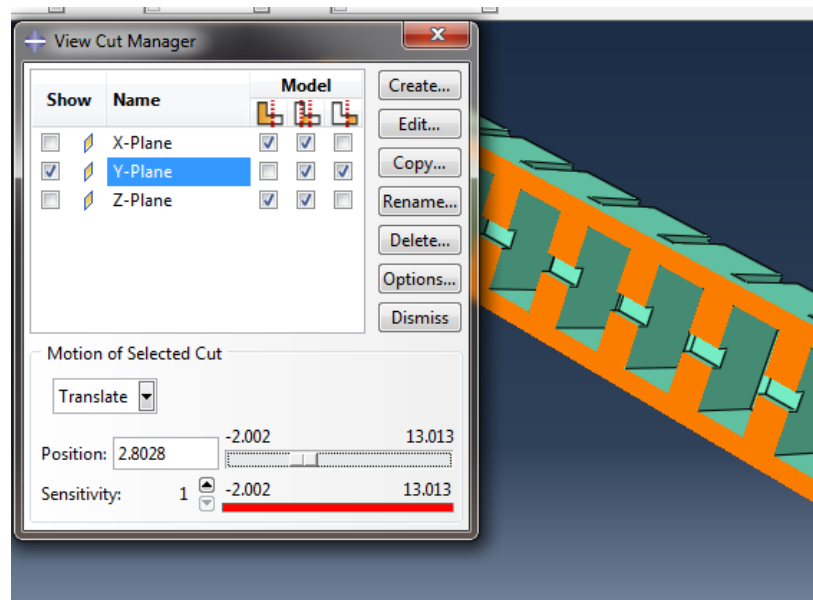 View Cut Manager
Show Name Model
X-Plane
Y-Plane
Z-Plane
Create...
Edit...
Copy...
Rename...
Delete...
Options...
Dismiss
Motion of Selected Cut
Translate
Position: 2.8028 -2.002 13.013
Sensitivity: 1 -2.002 13.013